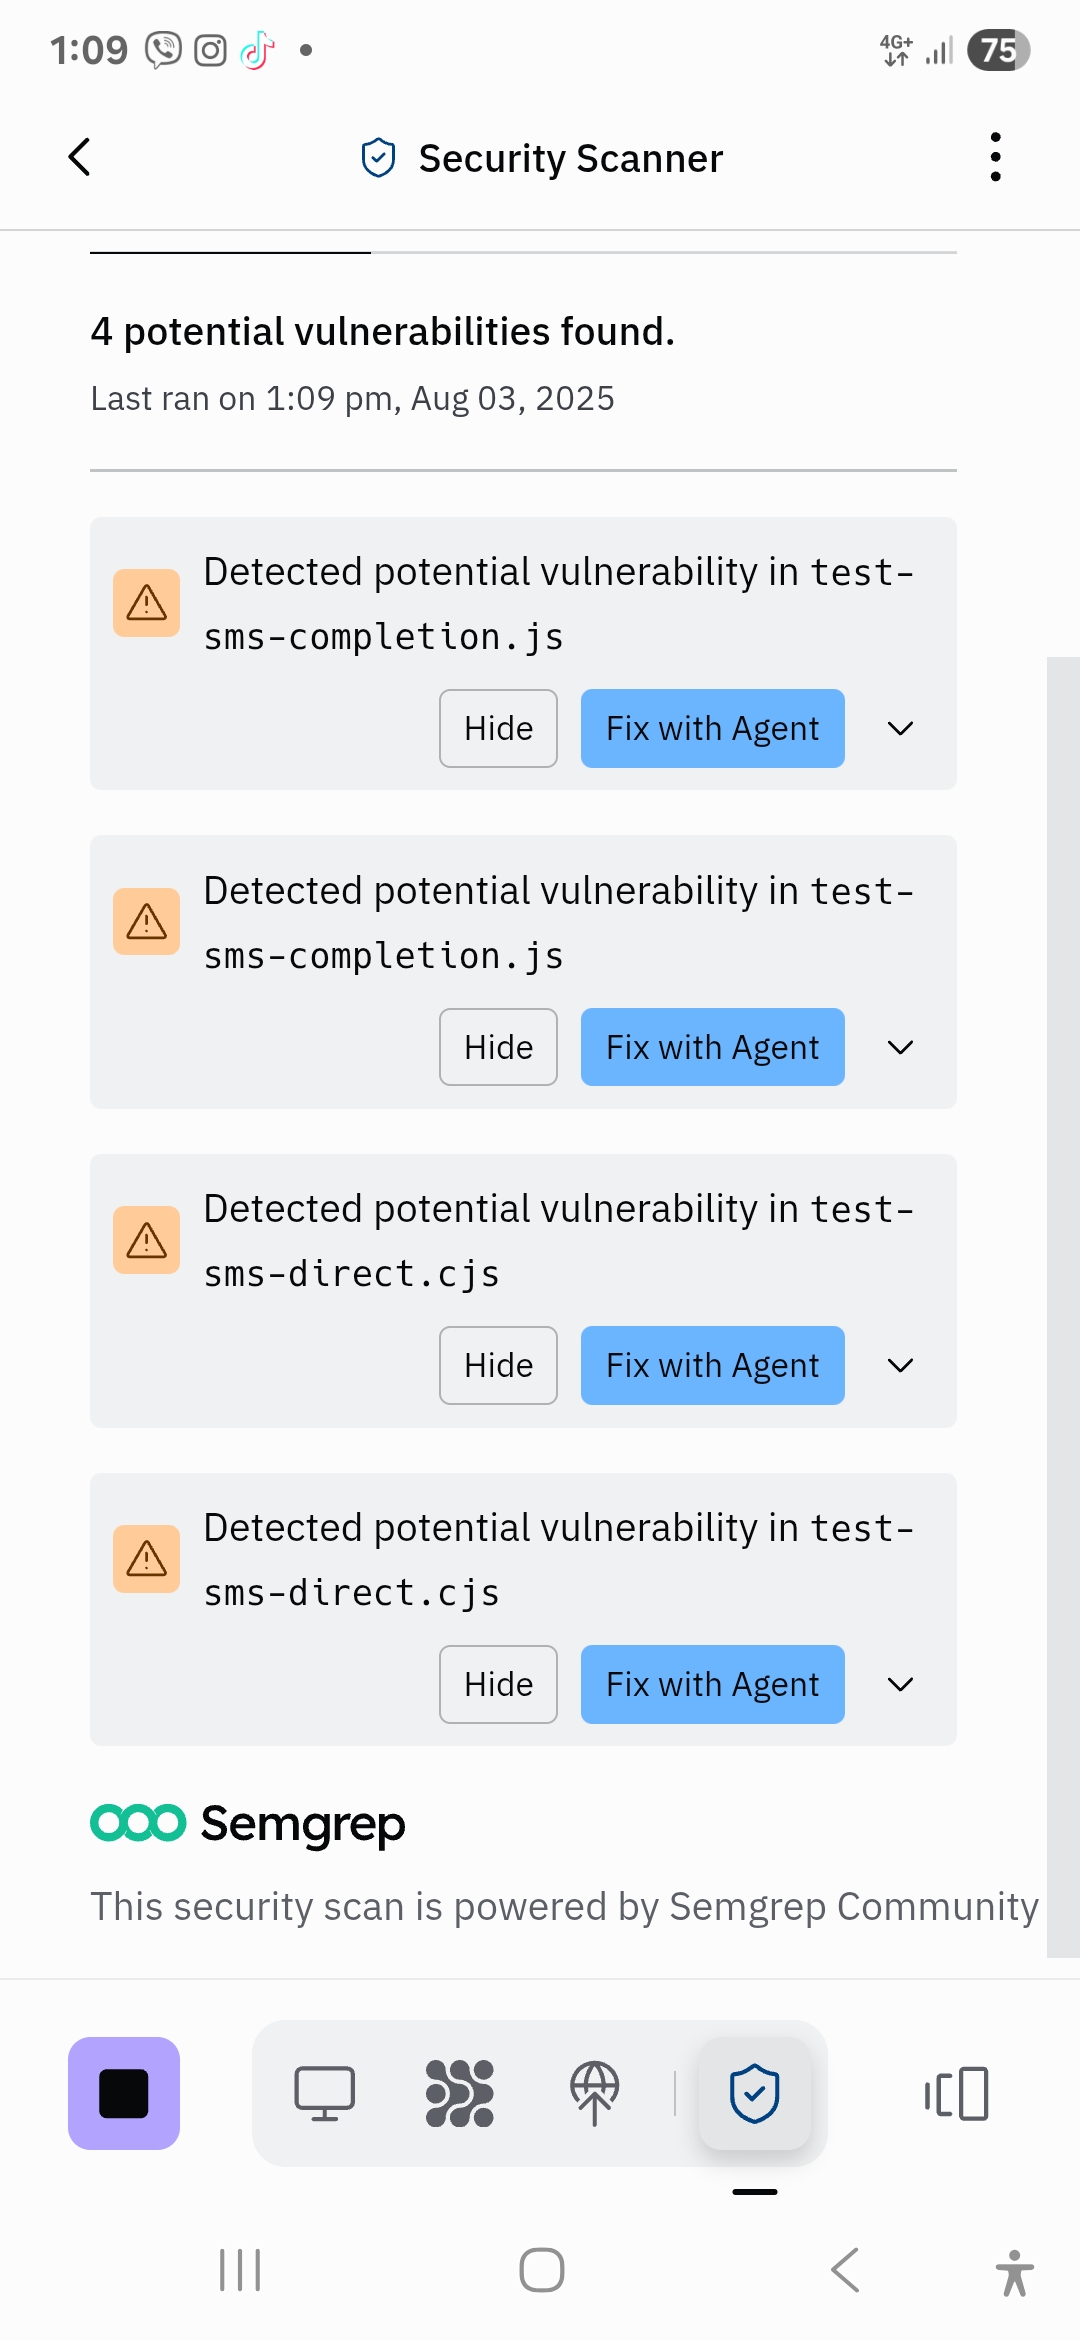 1:09
4G+
75
Security Scanner
4 potential vulnerabilities found.
Last ran on 1:09 pm, Aug 03, 2025
Detected potential vulnerability in test-
sms-completion.js
Hide
Fix with Agent
Detected potential vulnerability in test-
sms-completion.js
Hide
Fix with Agent
Detected potential vulnerability in test-
sms-direct.cjs
Hide
Fix with Agent
Detected potential vulnerability in test-
sms-direct.cjs
Hide
Fix with Agent
Semgrep
This security scan is powered by Semgrep Community